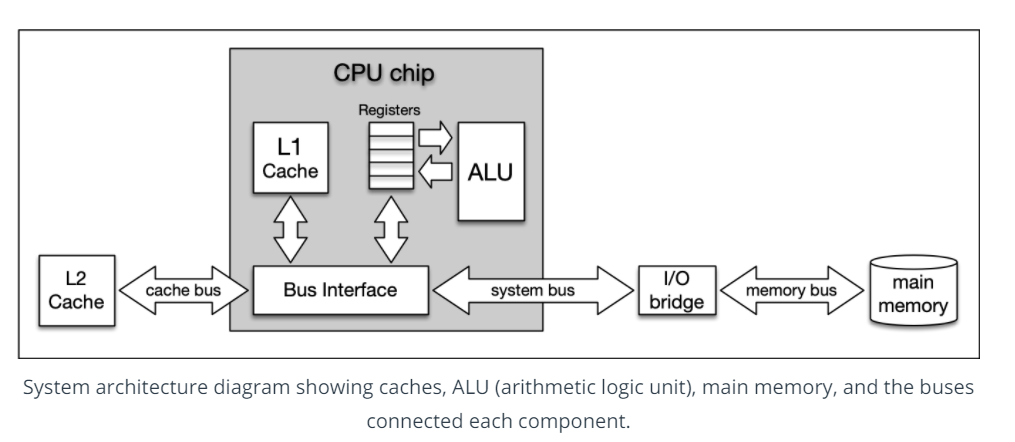 CPU chip
Registers
L1
Cache
ALU
L2
Cache
cache bus
Bus Interface
system bus
I/O
bridge
memory bus
main
memory
System architecture diagram showing caches, ALU (arithmetic logic unit), main memory, and the buses
connected each component.